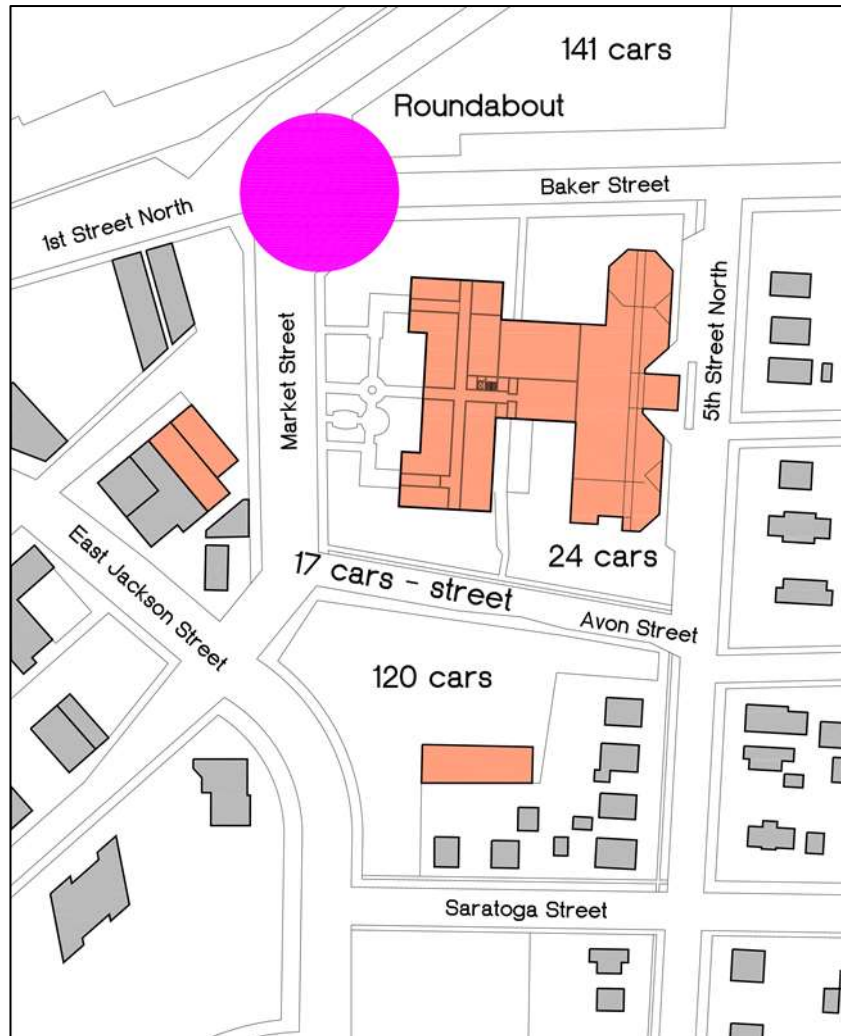 141 cars
Roundabout
Baker Street
1st Street North
5th Street North
Market Street
24 cars
17 cars - street
East Jackson Street
Avon Street
120 cars
Saratoga Street